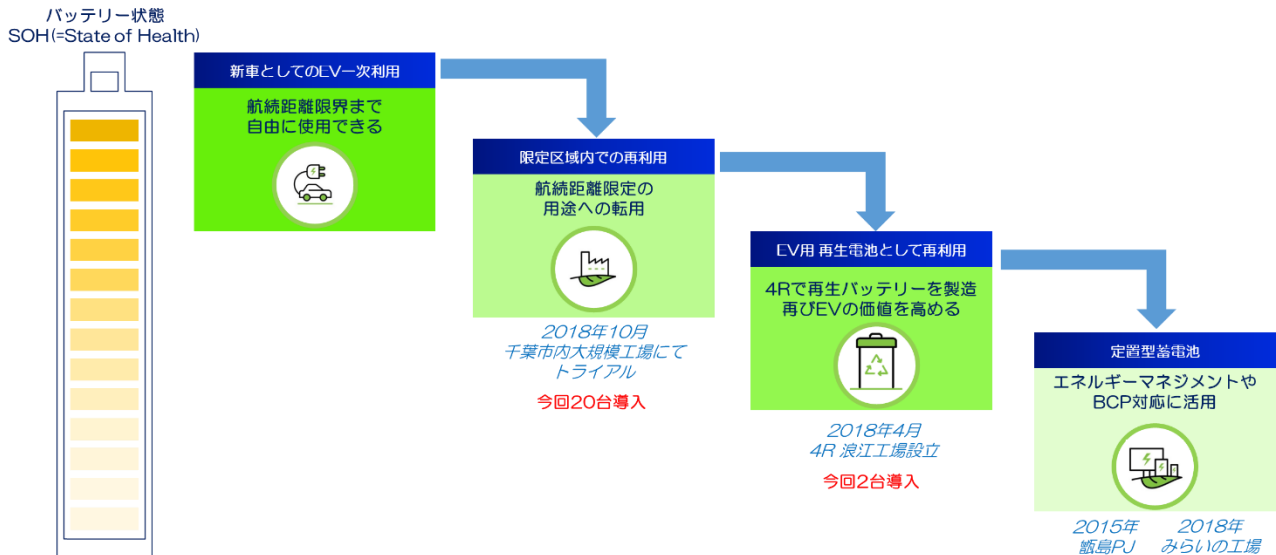 バッテリー状態
SOH(=State of Health)
新車としてのEV一次利用
航続距離限界まで
自由に使用できる
限定区域内での再利用
航続距離限定の
用途への転用
2018年10月
千葉市内大規模工場にて
トライアル
今回20台導入
EV用 再生電池として再利用
4Rで再生バッテリーを製造
再びEVの価値を高める
2018年4月
4R 浪江工場設立
今回2台導入
定置型蓄電池
エネルギーマネジメントや
BCP対応に活用
2015年
甑島PJ
2018年
みらいの工場